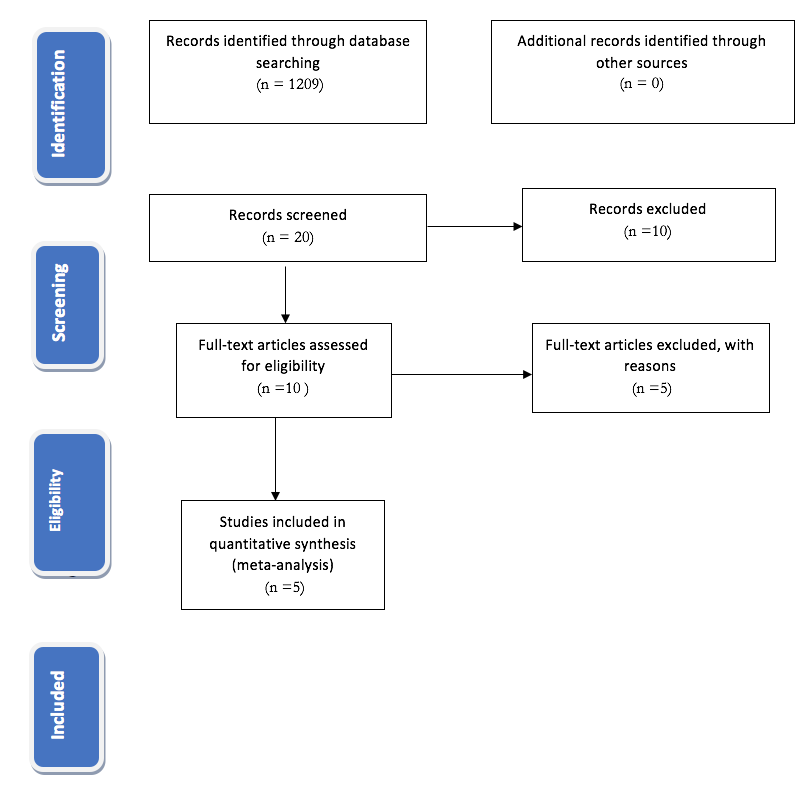 Identification
Records identified through database
searching
(n = 1209)
Additional records identified through
other sources
(n = 0)
Screening
Records screened
(n = 20)
Records excluded
(n =10)
Full-text articles assessed
for eligibility
(n =10 )
Full-text articles excluded, with
reasons
(n =5)
Eligibility
Studies included in
quantitative synthesis
(meta-analysis)
(n =5)
Included